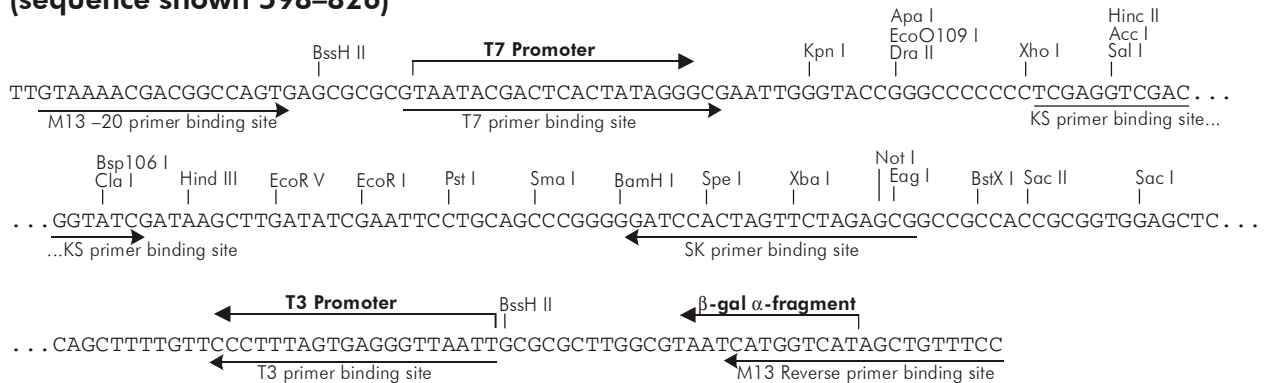 (sequence shown 598–826)
Apa I
Hinc II
EcoO109 I
Acc I
BssH II
T7 Promoter
Kpn I
Dra II
Xho I
Sal I
TTGTAAAACGACGGCCAGTGAGCGCGCGTAATACGACTCACTATAGGGCGAATTGGGTACCGGGCCCCCCCTCGAGGTCGAC...
M13 –20 primer binding site
T7 primer binding site
KS primer binding site...
Bsp106 I
Not I
Cla I
Hind III
EcoR V
EcoR I
Pst I
Sma I
BamH I
Spe I
Xba I
Eag I
BstX I
Sac II
Sac I
...GGTATCGATAAGCTTGATATCGAATTCCTGCAGCCCGGGGGATCCACTAGTTCTAGAGCGGCCGCCACCGCGGTGGAGCTC...
...KS primer binding site
SK primer binding site
T3 Promoter
BssH II
β-gal α-fragment
...CAGCTTTTGTTCCCTTTAGTGAGGGTTAATTGCGCGCTTGGCGTAATCATGGTCATAGCTGTTTCC
T3 primer binding site
M13 Reverse primer binding site